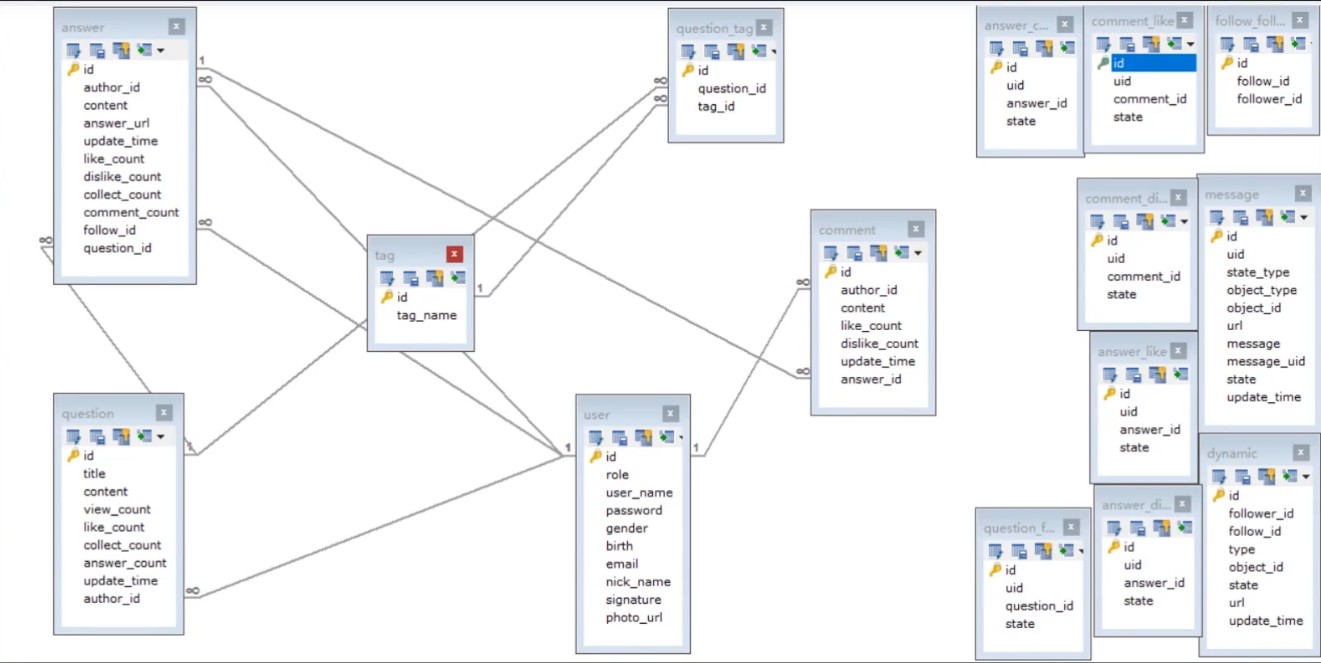 answer
id
author_id
content
answer_url
update_time
like_count
dislike_count
collect_count
comment_count
follow_id
question_id
question_tag
id
question_id
tag_id
tag
id
tag_name
comment
id
author_id
content
like_count
dislike_count
update_time
answer_id
question
id
title
content
view_count
like_count
collect_count
answer_count
update_time
author_id
user
id
role
user_name
password
gender
birth
email
nick_name
signature
photo_url
answer_c...
id
uid
answer_id
state
comment_like
id
uid
comment_id
state
follow_foll...
id
follow_id
follower_id
comment_di...
id
uid
comment_id
state
message
id
uid
state_type
object_type
object_id
url
message
message_uid
state
update_time
answer_like
id
uid
answer_id
state
question_f...
id
uid
question_id
state
answer_di...
id
uid
answer_id
state
dynamic
id
follower_id
follow_id
type
object_id
state
url
update_time
1
∞
∞
∞
∞
∞
1
∞
∞
1
1
∞
1
∞